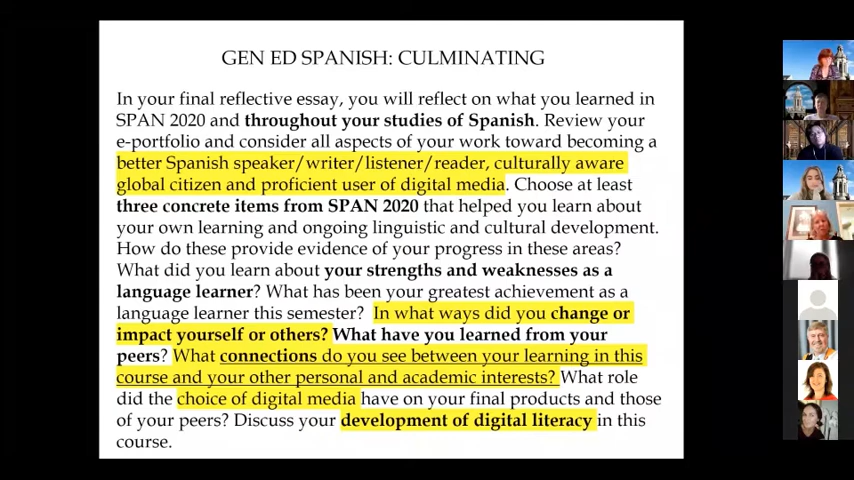 GEN ED SPANISH: CULMINATING
In your final reflective essay, you will reflect on what you learned in
SPAN 2020 and throughout your studies of Spanish. Review your
e-portfolio and consider all aspects of your work toward becoming a
better Spanish speaker/writer/listener/reader, culturally aware
global citizen and proficient user of digital media. Choose at least
three concrete items from SPAN 2020 that helped you learn about
your own learning and ongoing linguistic and cultural development.
How do these provide evidence of your progress in these areas?
What did you learn about your strengths and weaknesses as a
language learner? What has been your greatest achievement as a
language learner this semester? In what ways did you change or
impact yourself or others? What have you learned from your
peers? What connections do you see between your learning in this
course and your other personal and academic interests? What role
did the choice of digital media have on your final products and those
of your peers? Discuss your development of digital literacy in this
course.